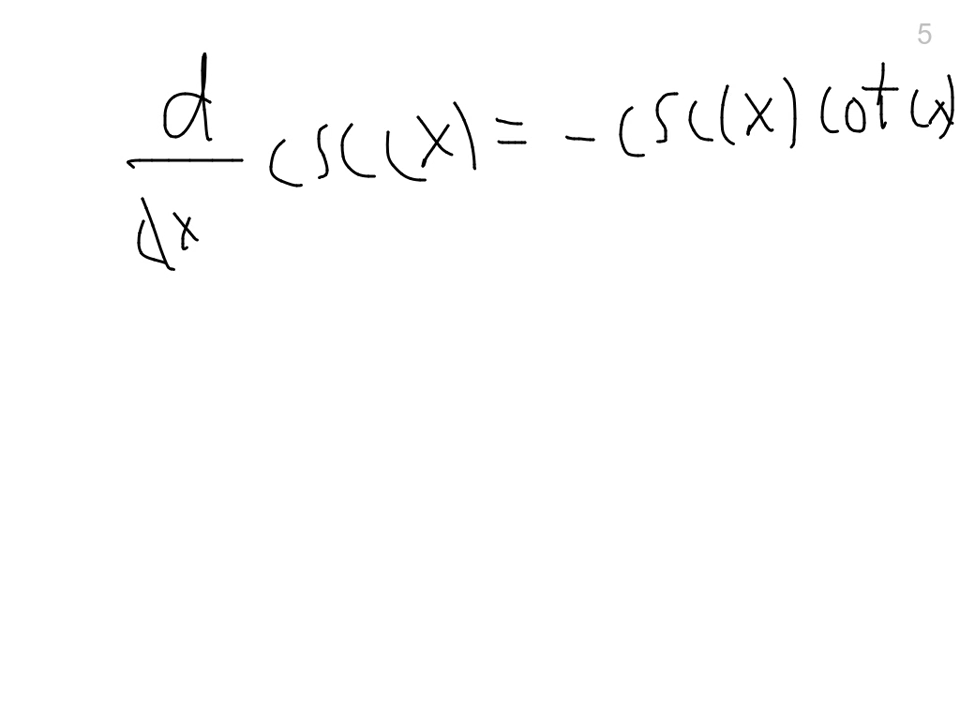 5
d/dx csc(x) = - csc(x) cot(x)